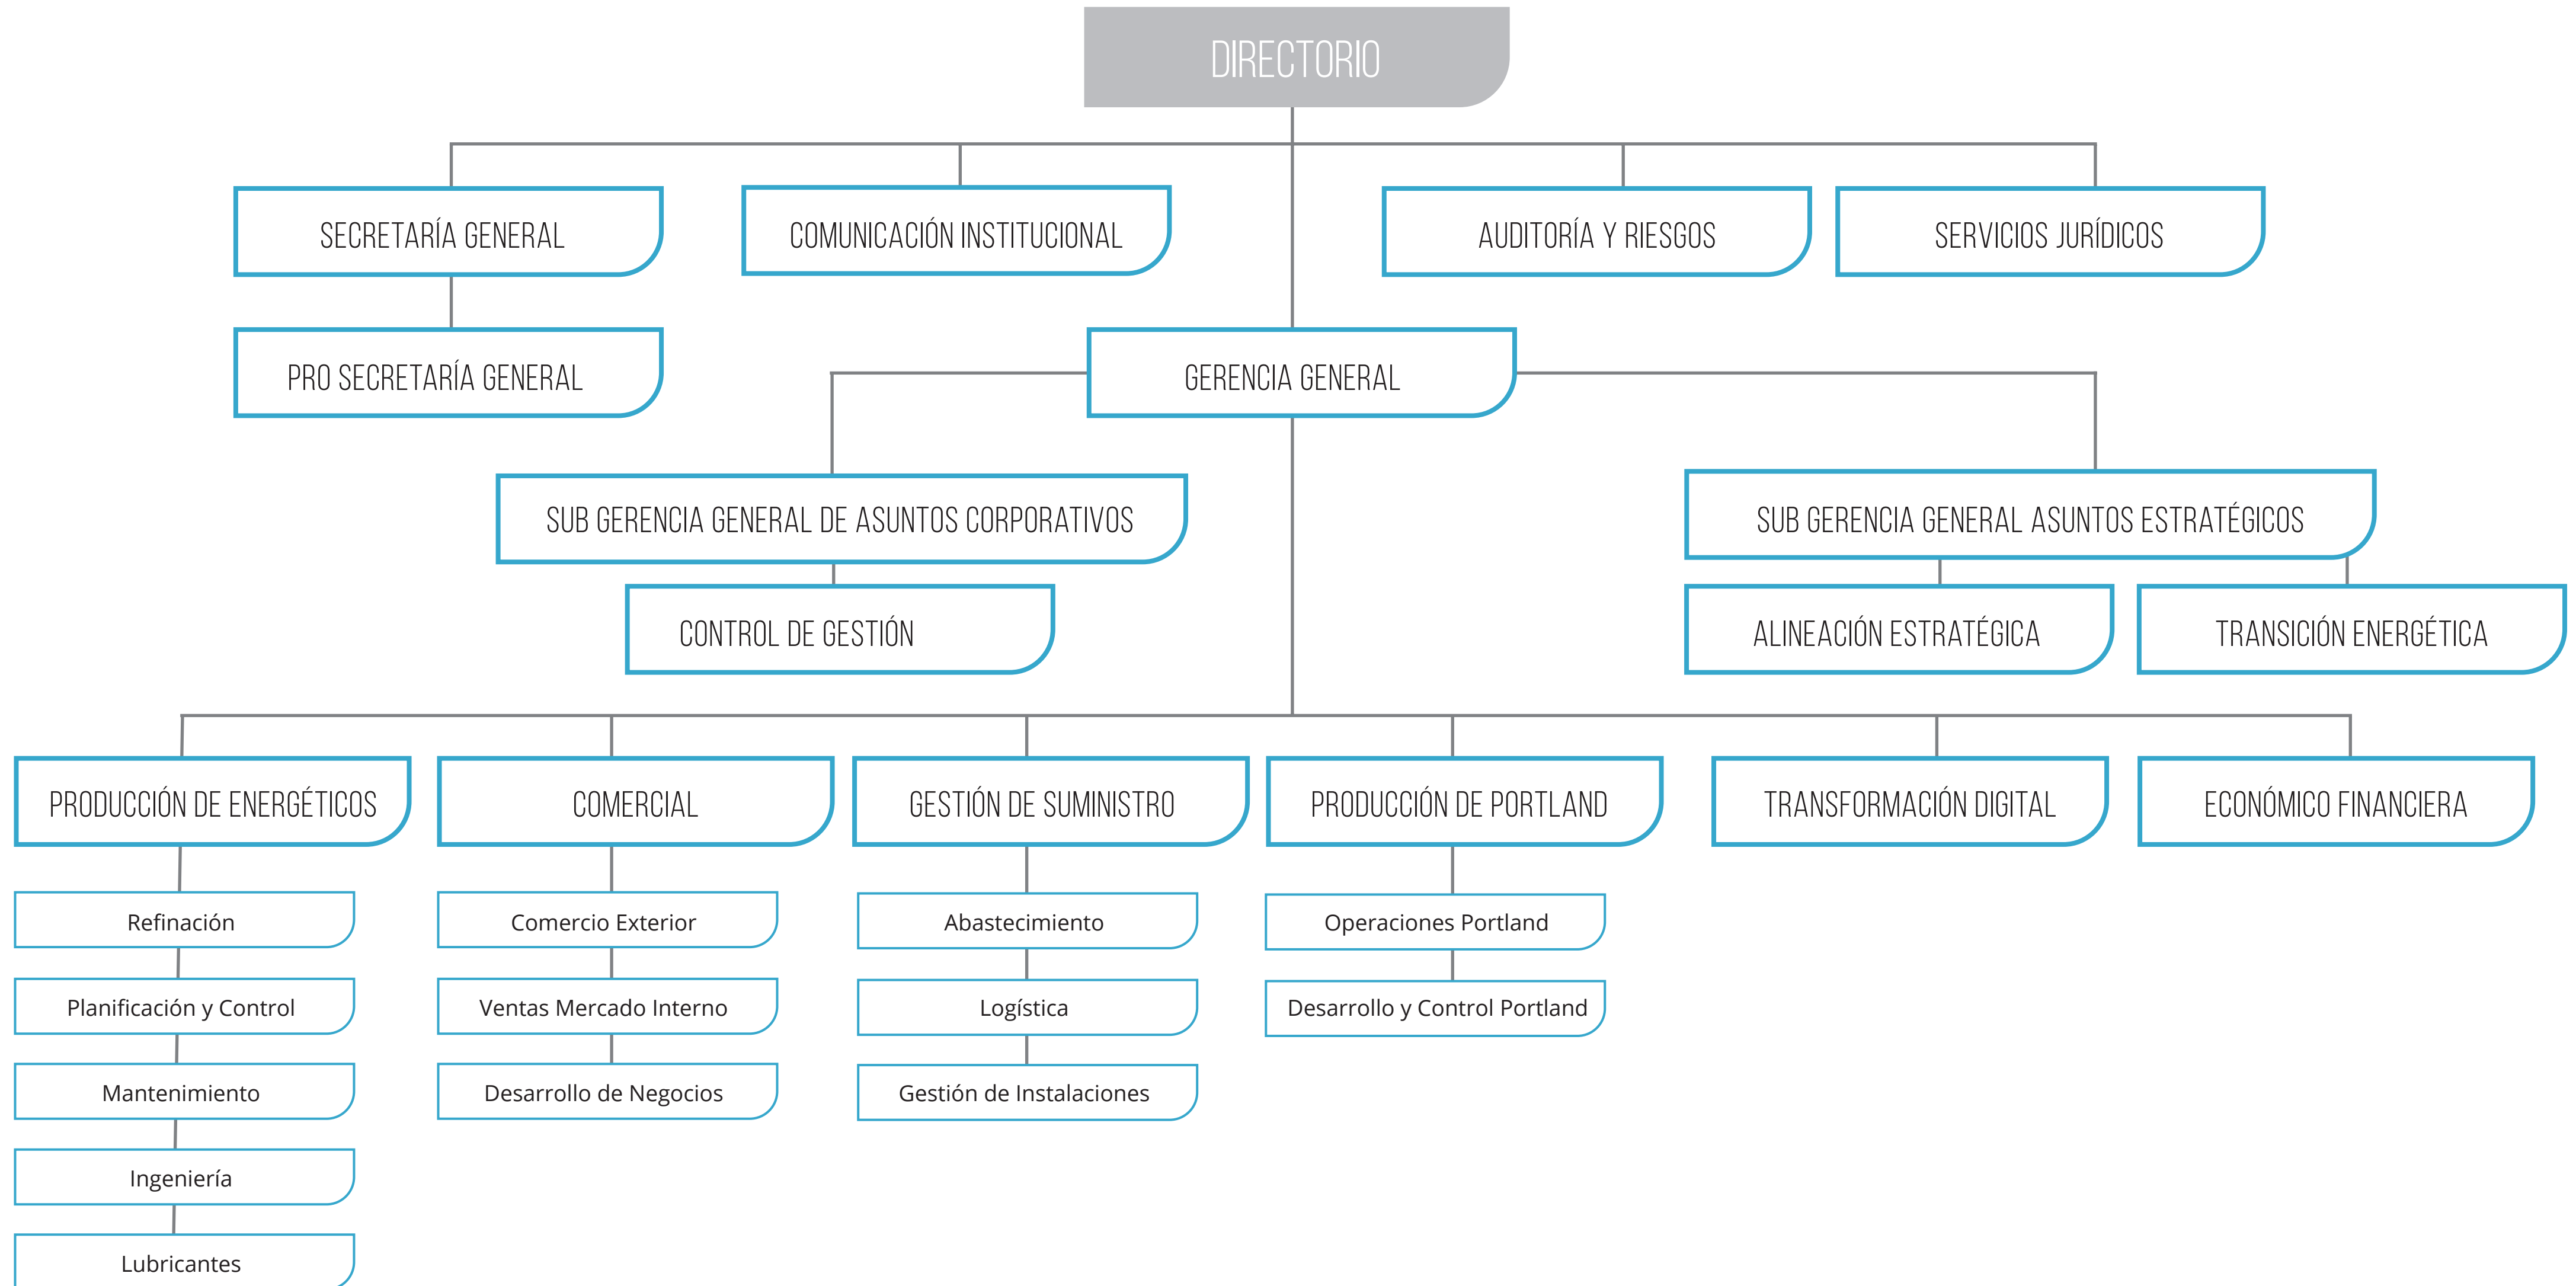 DIRECTORIO
SECRETARÍA GENERAL
COMUNICACIÓN INSTITUCIONAL
AUDITORÍA Y RIESGOS
SERVICIOS JURÍDICOS
PRO SECRETARÍA GENERAL
GERENCIA GENERAL
SUB GERENCIA GENERAL DE ASUNTOS CORPORATIVOS
SUB GERENCIA GENERAL ASUNTOS ESTRATÉGICOS
CONTROL DE GESTIÓN
ALINEACIÓN ESTRATÉGICA
TRANSICIÓN ENERGÉTICA
PRODUCCIÓN DE ENERGÉTICOS
COMERCIAL
GESTIÓN DE SUMINISTRO
PRODUCCIÓN DE PORTLAND
TRANSFORMACIÓN DIGITAL
ECONÓMICO FINANCIERA
Refinación
Comercio Exterior
Abastecimiento
Operaciones Portland
Planificación y Control
Ventas Mercado Interno
Logística
Desarrollo y Control Portland
Mantenimiento
Desarrollo de Negocios
Gestión de Instalaciones
Ingeniería
Lubricantes